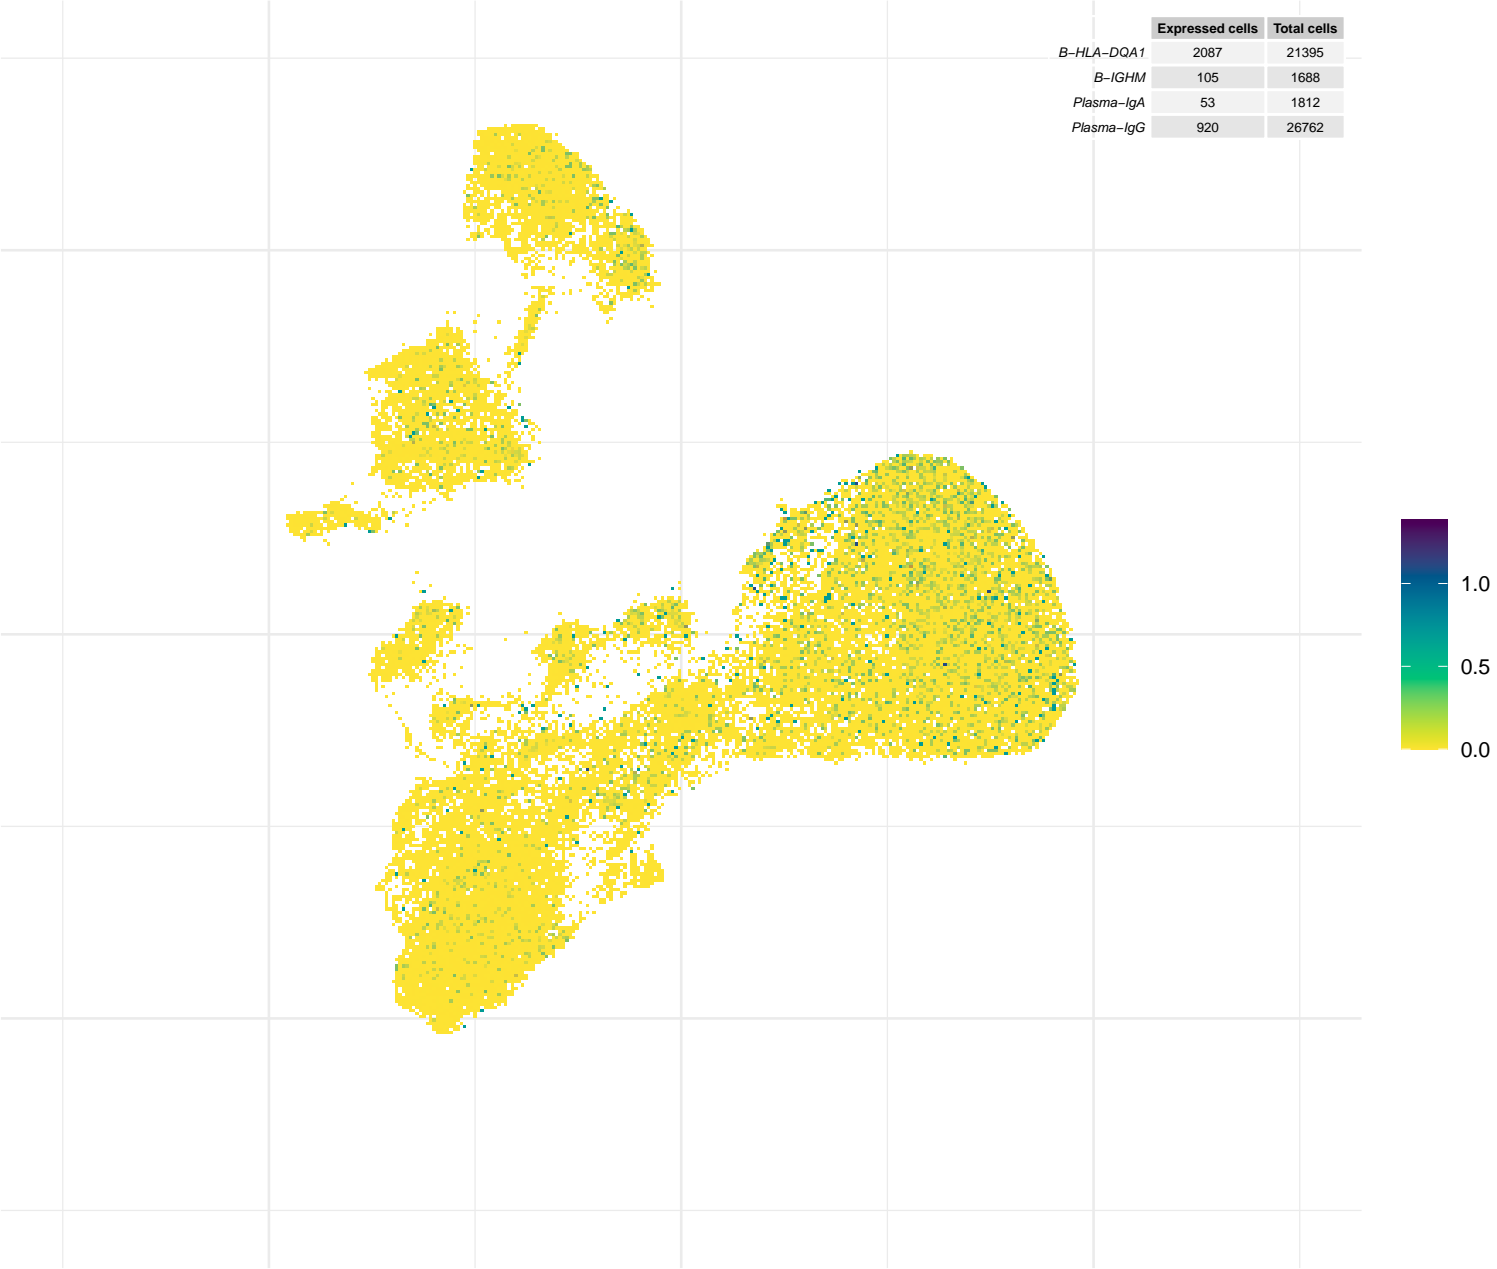 Expressed cells Total cells
B−HLA−DQA1 2087 21395
B−IGHM 105 1688
Plasma−IgA 53 1812
Plasma−IgG 920 26762
1.0
0.5
0.0